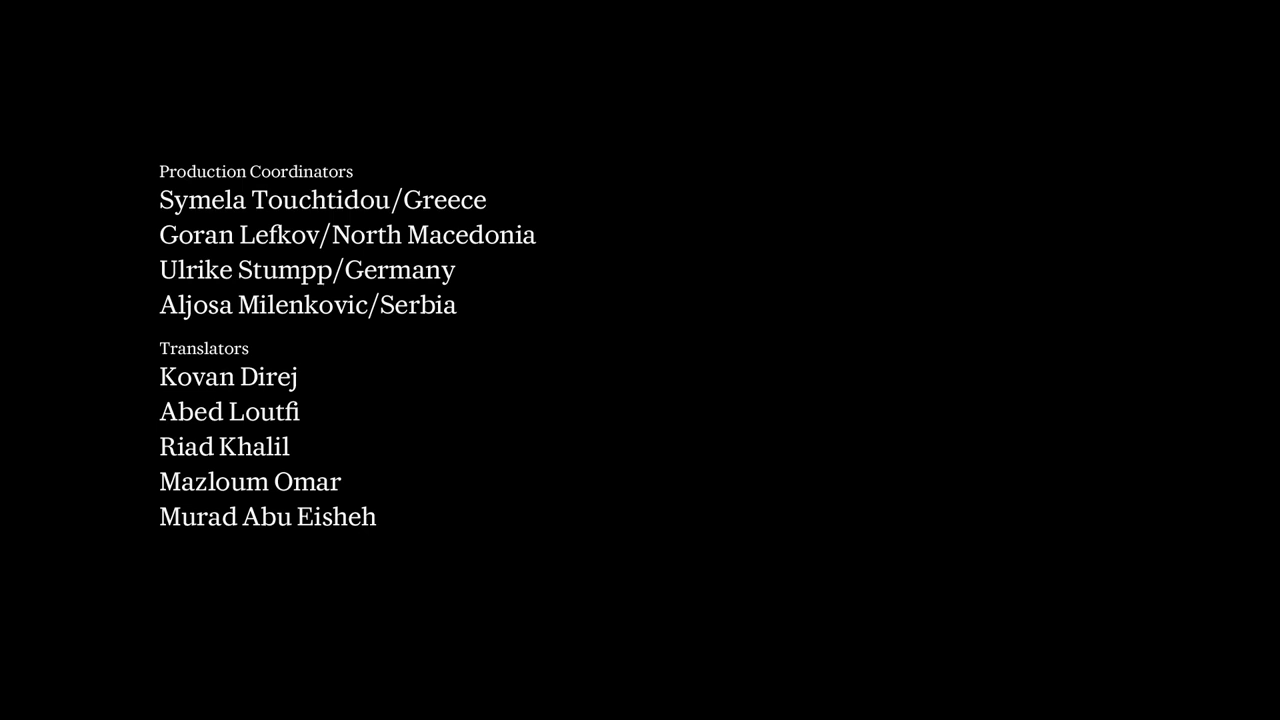 Production Coordinators
Symela Touchtidou/Greece
Goran Lefkov/North Macedonia
Ulrike Stumpp/Germany
Aljosa Milenkovic/Serbia
Translators
Kovan Direj
Abed Loutfi
Riad Khalil
Mazloum Omar
Murad Abu Eisheh